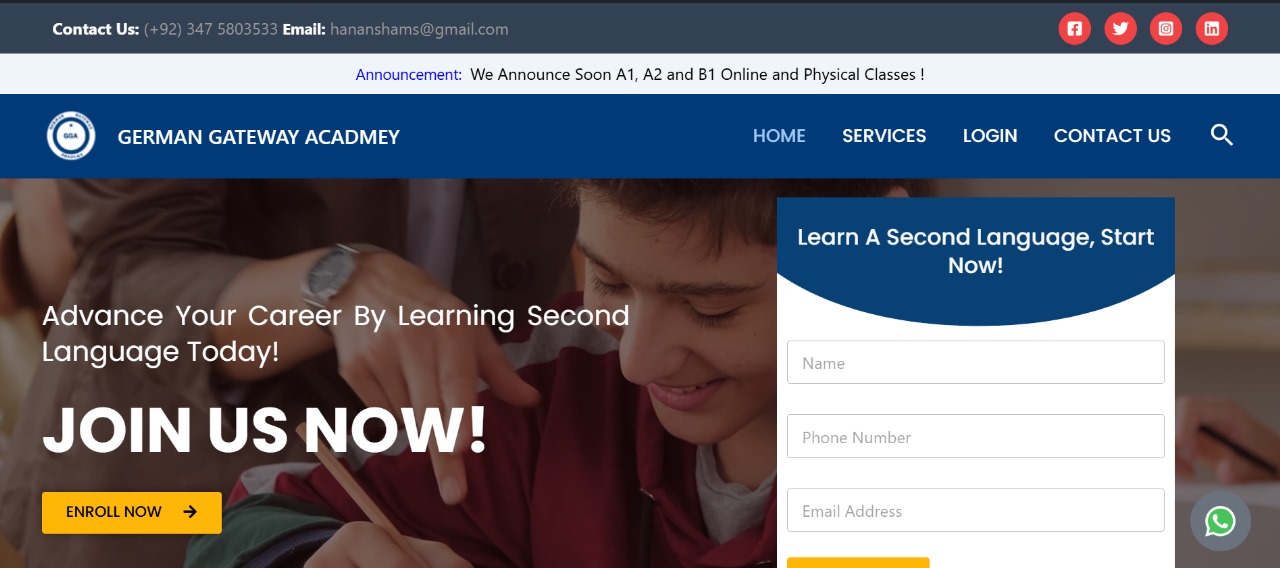 Contact Us: (+92) 347 5803533 Email: hananshams@gmail.com
Announcement: We Announce Soon A1, A2 and B1 Online and Physical Classes !
GGA
GERMAN GATEWAY ACADMEY
HOME SERVICES LOGIN CONTACT US
Advance Your Career By Learning Second
Language Today!
JOIN US NOW!
ENROLL NOW
Learn A Second Language, Start
Now!
Name
Phone Number
Email Address